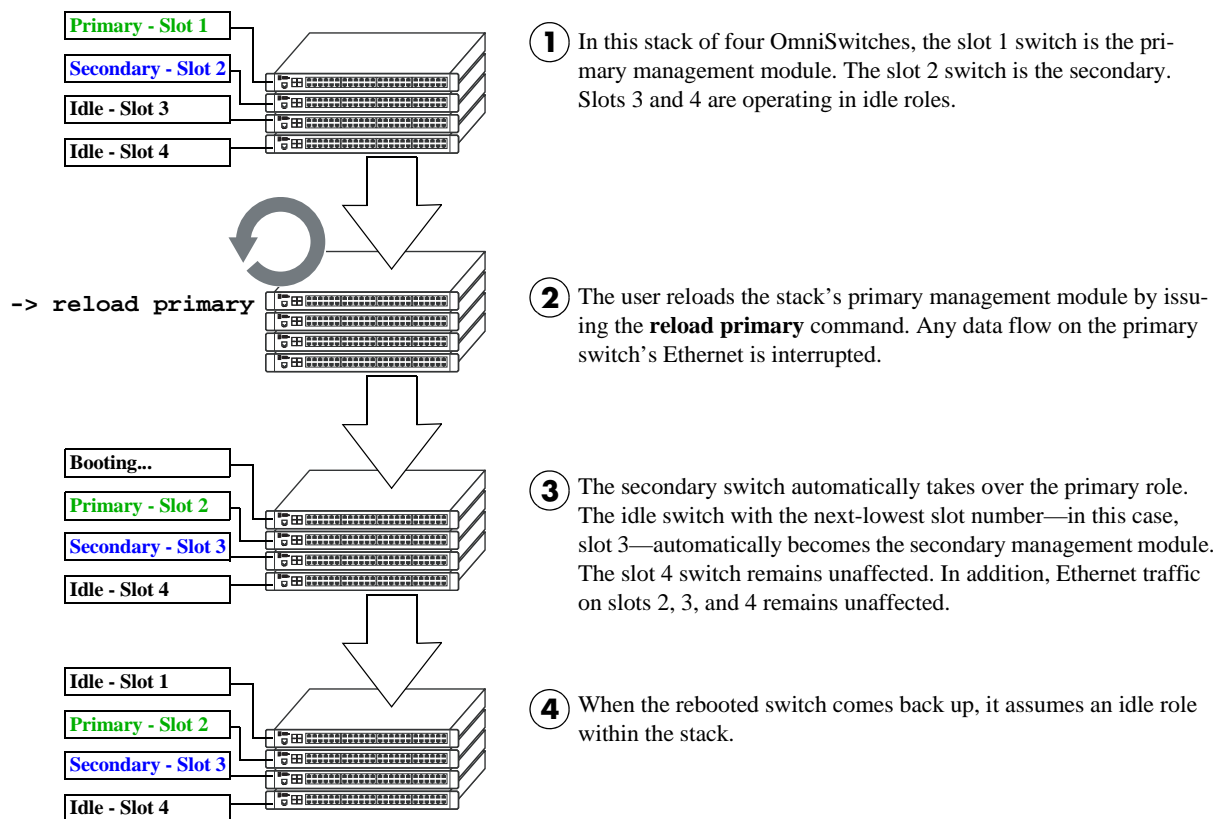 Primary - Slot 1
Secondary - Slot 2
Idle - Slot 3
Idle - Slot 4
1 In this stack of four OmniSwitches, the slot 1 switch is the pri-
mary management module. The slot 2 switch is the secondary.
Slots 3 and 4 are operating in idle roles.
-> reload primary
2 The user reloads the stack’s primary management module by issu-
ing the reload primary command. Any data flow on the primary
switch’s Ethernet is interrupted.
Booting...
Primary - Slot 2
Secondary - Slot 3
Idle - Slot 4
3 The secondary switch automatically takes over the primary role.
The idle switch with the next-lowest slot number—in this case,
slot 3—automatically becomes the secondary management module.
The slot 4 switch remains unaffected. In addition, Ethernet traffic
on slots 2, 3, and 4 remains unaffected.
Idle - Slot 1
Primary - Slot 2
Secondary - Slot 3
Idle - Slot 4
4 When the rebooted switch comes back up, it assumes an idle role
within the stack.